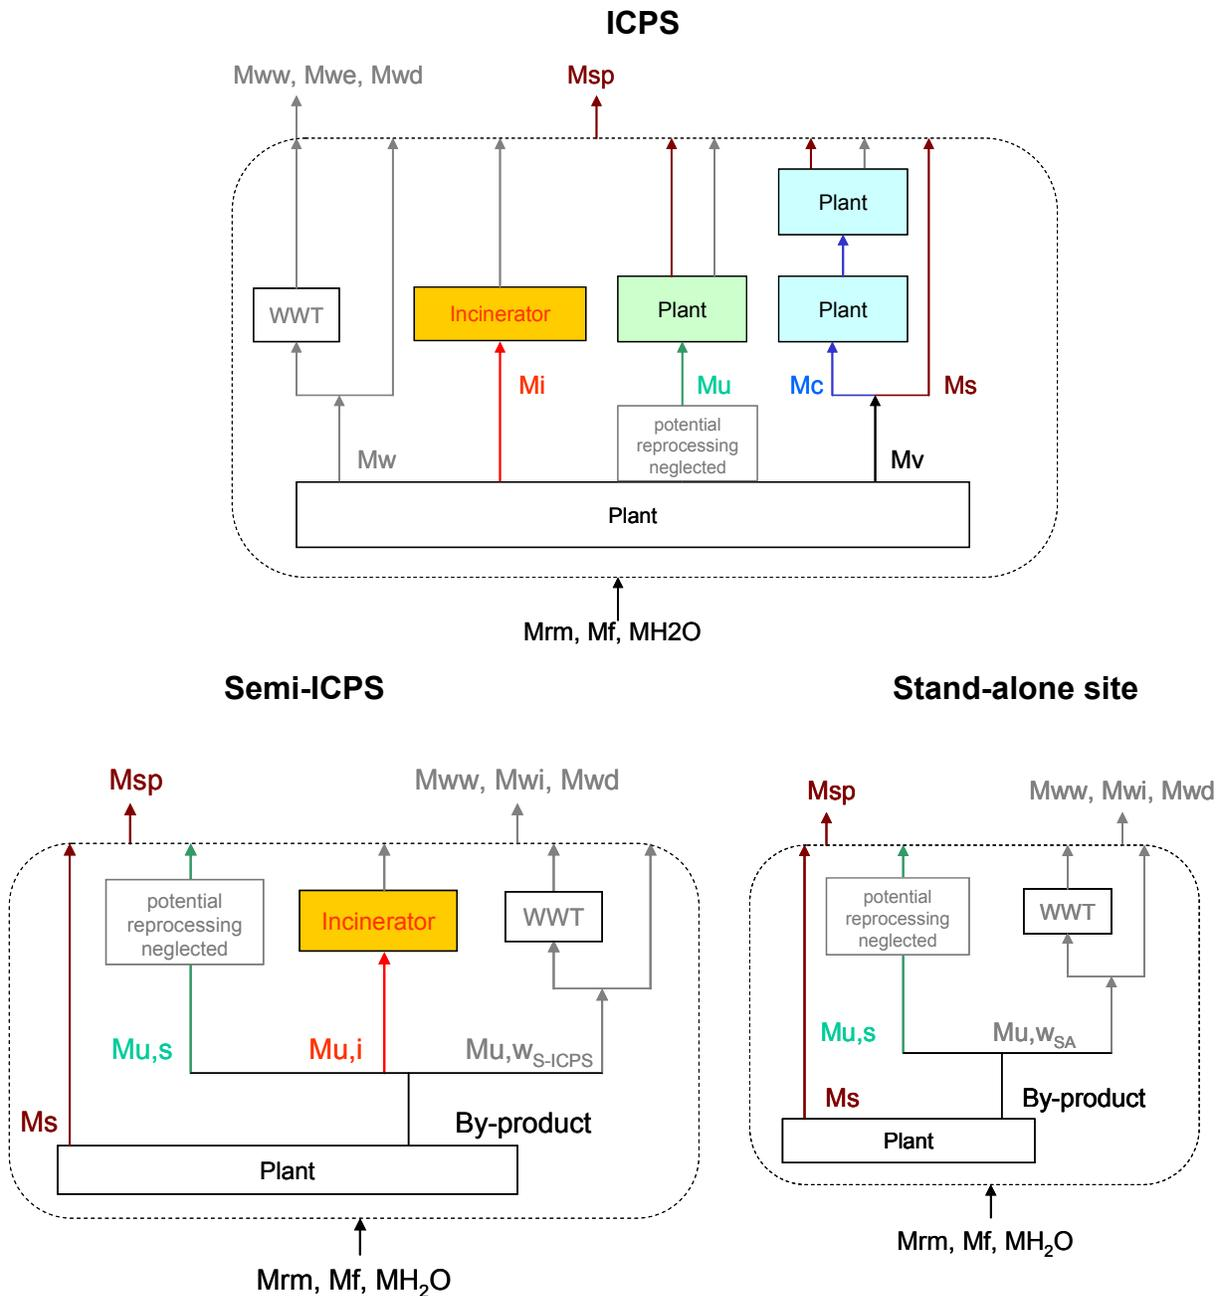 ICPS
Mww, Mwe, Mwd
Msp
Plant
WWT
Incinerator
Plant
Plant
Mi
Mu
Mc
Ms
potential
reprocessing
neglected
Mw
Mv
Plant
Mrm, Mf, MH2O
Semi-ICPS
Msp
Mww, Mwi, Mwd
potential
reprocessing
neglected
Incinerator
WWT
Mu,s
Mu,i
Mu,wS-ICPS
Ms
By-product
Plant
Mrm, Mf, MH2O
Stand-alone site
Msp
Mww, Mwi, Mwd
potential
reprocessing
neglected
WWT
Mu,s
Mu,wSA
Ms
By-product
Plant
Mrm, Mf, MH2O